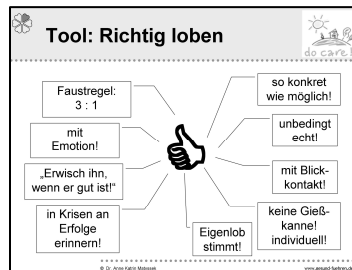 Tool: Richtig loben
do care!
Faustregel:
3 : 1
mit
Emotion!
„Erwisch ihn,
wenn er gut ist!“
in Krisen an
Erfolge
erinnern!
Eigenlob
stimmt!
so konkret
wie möglich!
unbedingt
echt!
mit Blick-
kontakt!
keine Gieß-
kanne!
individuell!
© Dr. Anne Katrin Matyssek
www.gesund-fuehren.de